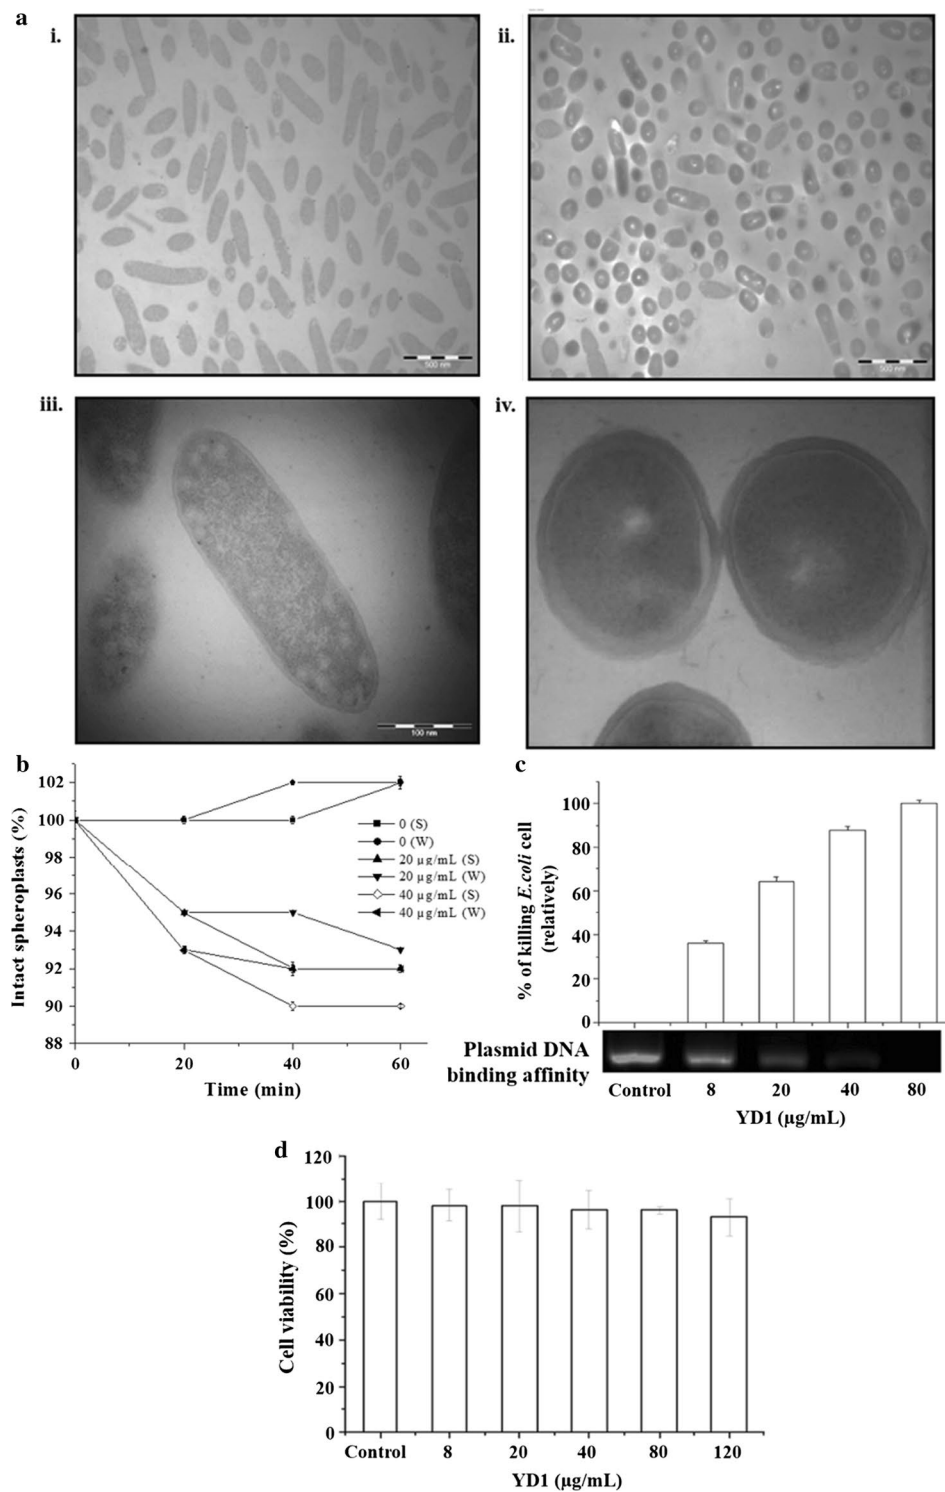 a
i.
ii.
500 nm
500 nm
iii.
iv.
100 nm
b
Intact spheroplasts (%)
102
100
98
96
94
92
90
88
0 20 40 60
Time (min)
0 (S)
0 (W)
20 µg/mL (S)
20 µg/mL (W)
40 µg/mL (S)
40 µg/mL (W)
c
% of killing E.coli cell
(relatively)
100
80
60
40
20
0
Plasmid DNA
binding affinity
Control 8 20 40 80
YD1 (µg/mL)
d
Cell viability (%)
120
100
80
60
40
20
0
Control 8 20 40 80 120
YD1 (µg/mL)